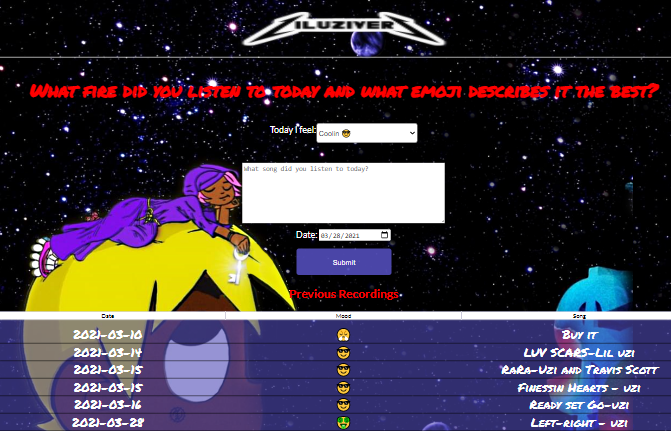 LILUZIVERT
What fire did you listen to today and what emoji describes it the best?
Today I feel: Coolin 😎
What song did you listen to today?
Date: 03/28/2021
Submit
Previous Recordings
Date Mood Song
2021-03-10 😤 Buy it
2021-03-14 😎 LUV SCARS-Lil uzi
2021-03-15 😎 RaRa-Uzi and Travis Scott
2021-03-15 😎 Finessin Hearts - uzi
2021-03-16 😎 Ready set Go-uzi
2021-03-28 🤑 Left-right - uzi